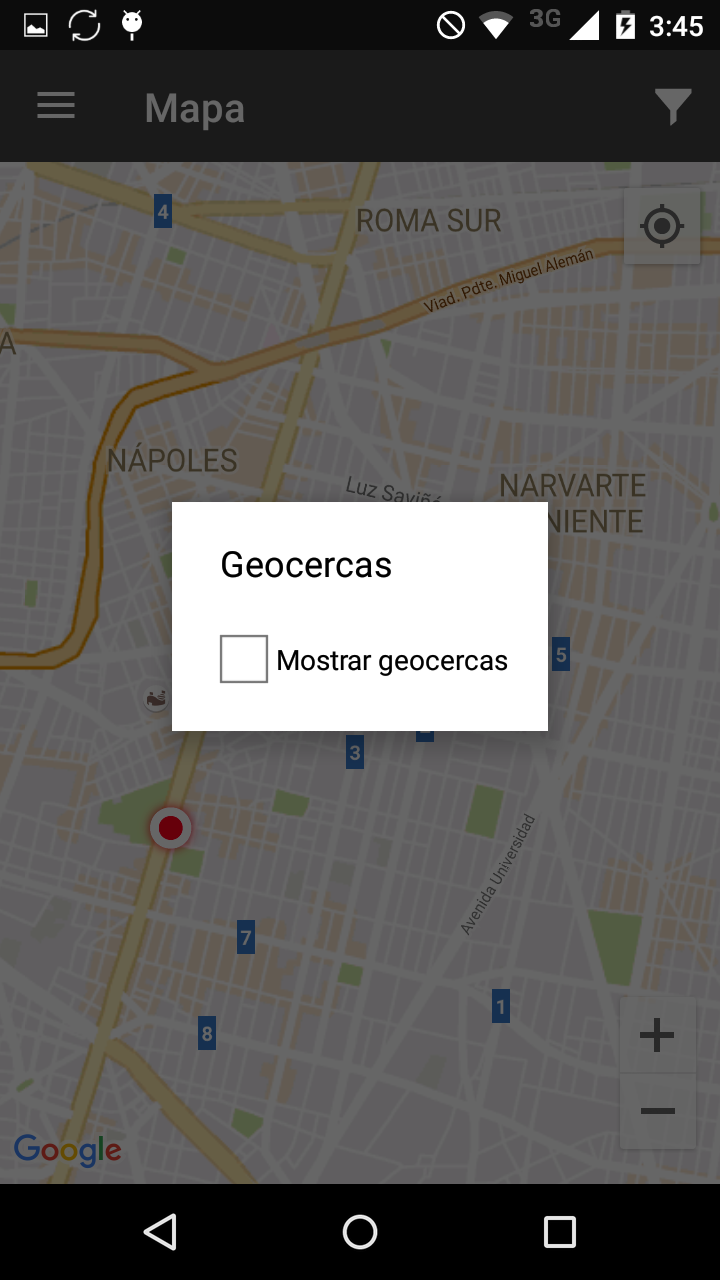 3G 3:45
Mapa
4
ROMA SUR
Viad. Pdte. Miguel Alemán
A
NÁPOLES
Luz Saviñé
NARVARTE
NIENTE
Geocercas
Mostrar geocercas
5
3
Avenida Universidad
7
1
8
Google